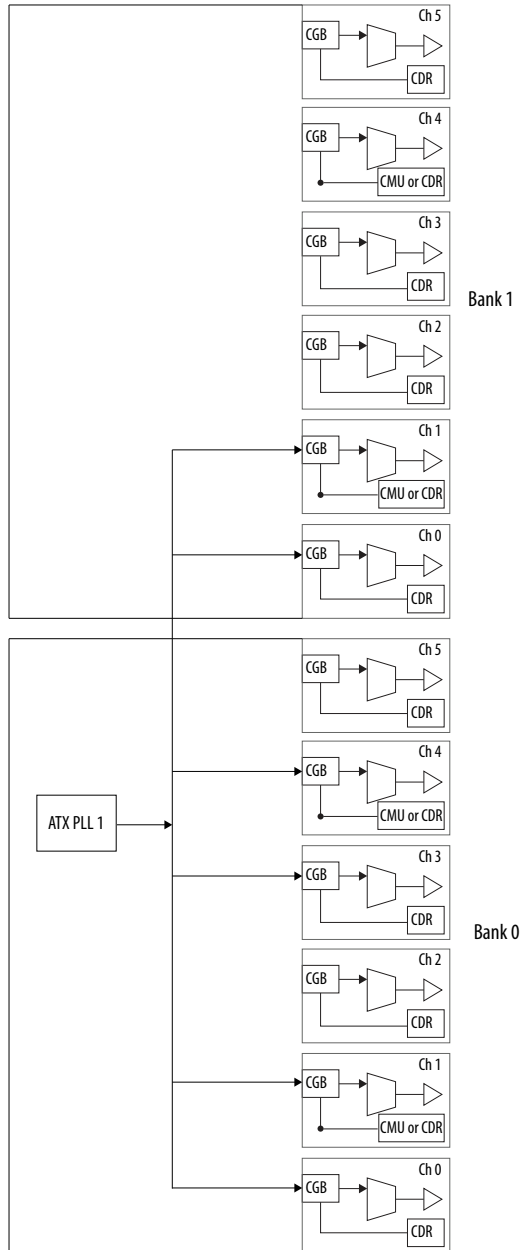 Ch 5
CGB
CDR
Ch 4
CGB
CMU or CDR
Ch 3
CGB
CDR
Bank 1
Ch 2
CGB
CDR
Ch 1
CGB
CMU or CDR
Ch 0
CGB
CDR
Ch 5
CGB
CDR
Ch 4
CGB
CMU or CDR
ATX PLL 1
Ch 3
CGB
CDR
Bank 0
Ch 2
CGB
CDR
Ch 1
CGB
CMU or CDR
Ch 0
CGB
CDR